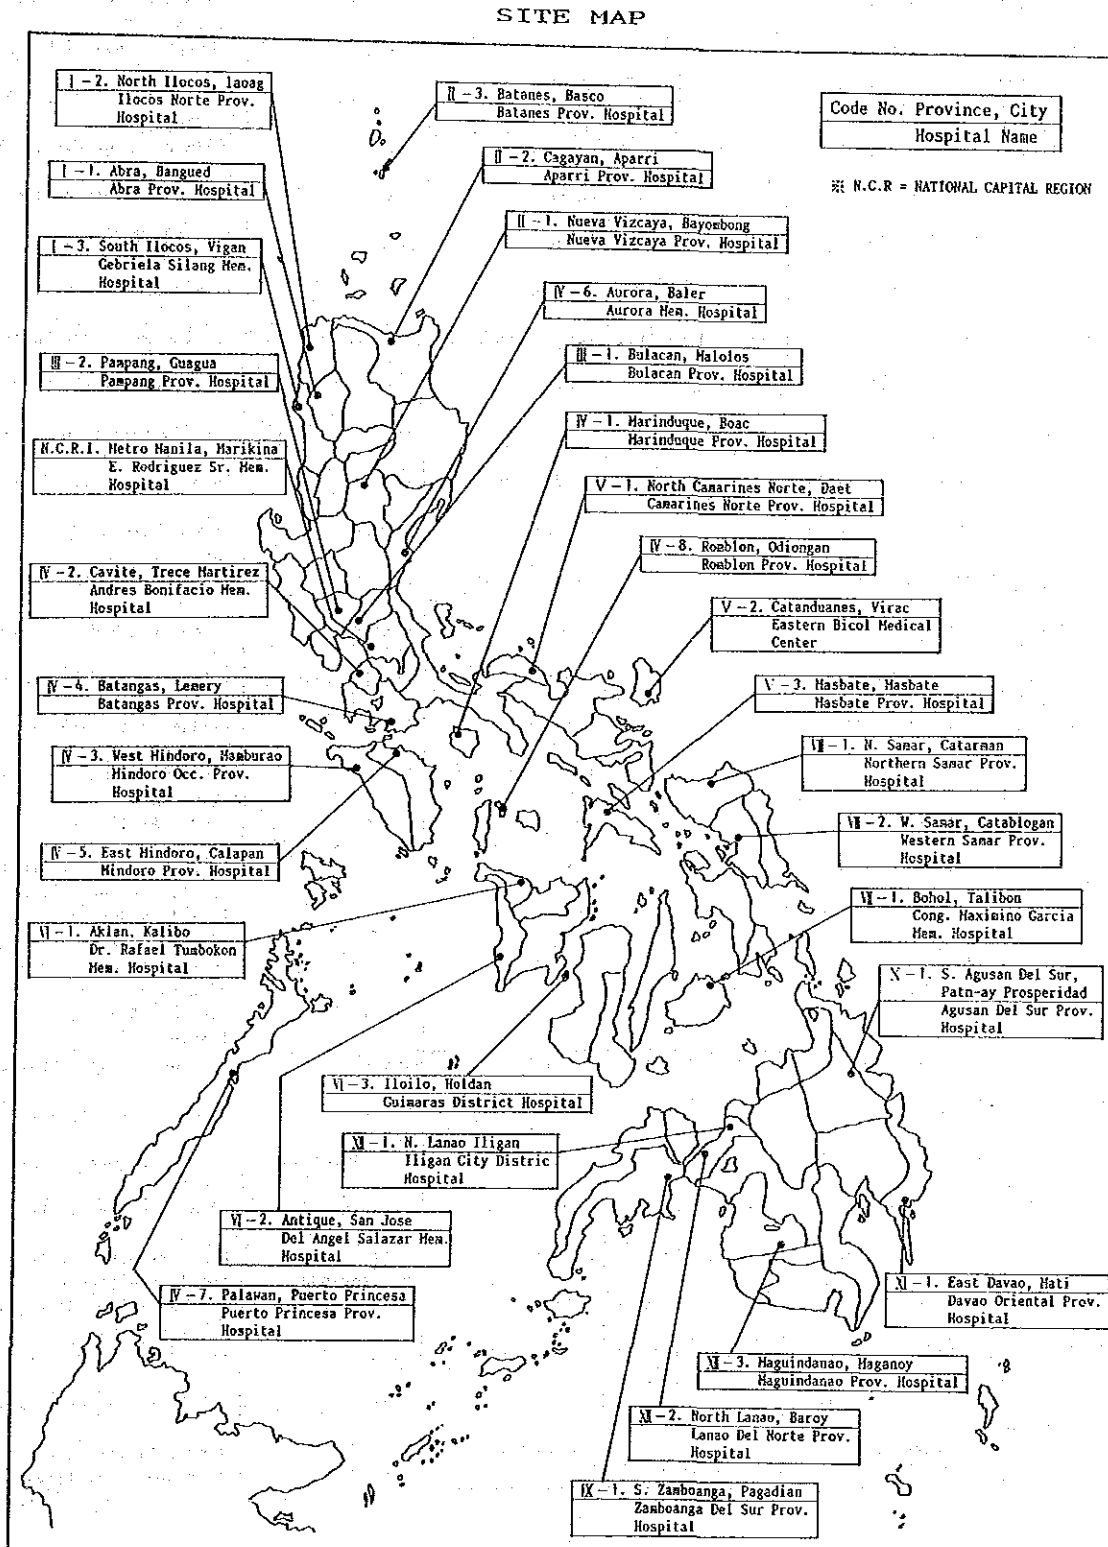 SITE MAP
I-2. North Ilocos, laoag
Ilocos Norte Prov.
Hospital
II-3. Batanes, Basco
Batanes Prov. Hospital
Code No. Province, City
Hospital Name
※ N.C.R = NATIONAL CAPITAL REGION
I-1. Abra, Bangued
Abra Prov. Hospital
II-2. Cagayan, Aparri
Aparri Prov. Hospital
II-1. Nueva Vizcaya, Bayombong
Nueva Vizcaya Prov. Hospital
I-3. South Ilocos, Vigan
Gebriela Silang Mem.
Hospital
IV-6. Aurora, Baler
Aurora Mem. Hospital
III-1. Bulacan, Malolos
Bulacan Prov. Hospital
III-2. Pampang, Guagua
Pampang Prov. Hospital
IV-1. Marinduque, Boac
Marinduque Prov. Hospital
N.C.R.I. Metro Manila, Marikina
E. Rodriguez Sr. Mem.
Hospital
V-1. North Camarines Norte, Daet
Camarines Norte Prov. Hospital
IV-8. Romblon, Odiongan
Romblon Prov. Hospital
IV-2. Cavite, Trece Martirez
Andres Bonifacio Mem.
Hospital
V-2. Catanduanes, Virac
Eastern Bicol Medical
Center
IV-4. Batangas, Lemery
Batangas Prov. Hospital
V-3. Masbate, Masbate
Masbate Prov. Hospital
IV-3. West Mindoro, Mamburao
Mindoro Occ. Prov.
Hospital
VIII-1. N. Samar, Catarman
Northern Samar Prov.
Hospital
VIII-2. W. Samar, Catablogan
Western Samar Prov.
Hospital
IV-5. East Mindoro, Calapan
Mindoro Prov. Hospital
VII-1. Bohol, Talibon
Cong. Maximino Garcia
Mem. Hospital
VI-1. Aklan, Kalibo
Dr. Rafael Tumbokon
Mem. Hospital
X-1. S. Agusan Del Sur,
Patn-ay Prosperidad
Agusan Del Sur Prov.
Hospital
VI-3. Iloilo, Holdan
Guimaras District Hospital
XII-1. N. Lanao Iligan
Iligan City Distric
Hospital
VI-2. Antique, San Jose
Del Angel Salazar Mem.
Hospital
IV-7. Palawan, Puerto Princesa
Puerto Princesa Prov.
Hospital
XI-1. East Davao, Mati
Davao Oriental Prov.
Hospital
XII-3. Maguindanao, Maganoy
Maguindanao Prov. Hospital
XII-2. North Lanao, Baroy
Lanao Del Norte Prov.
Hospital
IX-1. S. Zamboanga, Pagadian
Zamboanga Del Sur Prov.
Hospital